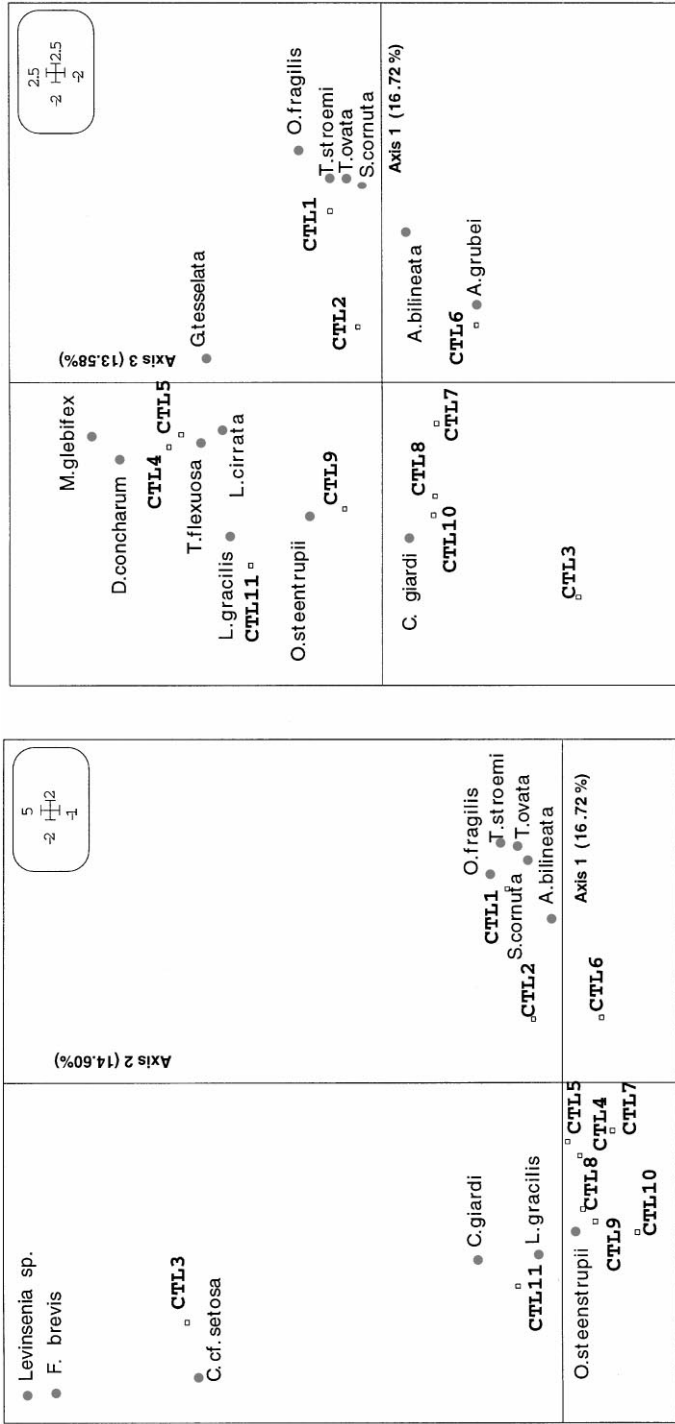 Levinsenia sp.
F. brevis
CTL3
C. cf. setosa
C.giardi
CTL11
L.gracilis
O.steenstrupii
CTL5
CTL8
CTL4
CTL9
CTL7
CTL10
Axis 2 (14.60%)
5
-2 2
-1
O.fragilis
CTL1
T.stroemi
S.cornuta
T.ovata
CTL2
A.bilineata
Axis 1 (16.72%)
CTL6
M.glebifex
D.concharum
CTL4
CTL5
T.flexuosa
L.cirrata
L.gracilis
CTL11
O.steentrupii
CTL9
C. giardi
CTL8
CTL10
CTL7
CTL3
Axis 3 (13.58%)
2.5
-2 2.5
-2
G.tesselata
O.fragilis
CTL1
T.stroemi
T.ovata
CTL2
S.cornuta
Axis 1 (16.72%)
A.bilineata
CTL6
A.grubei